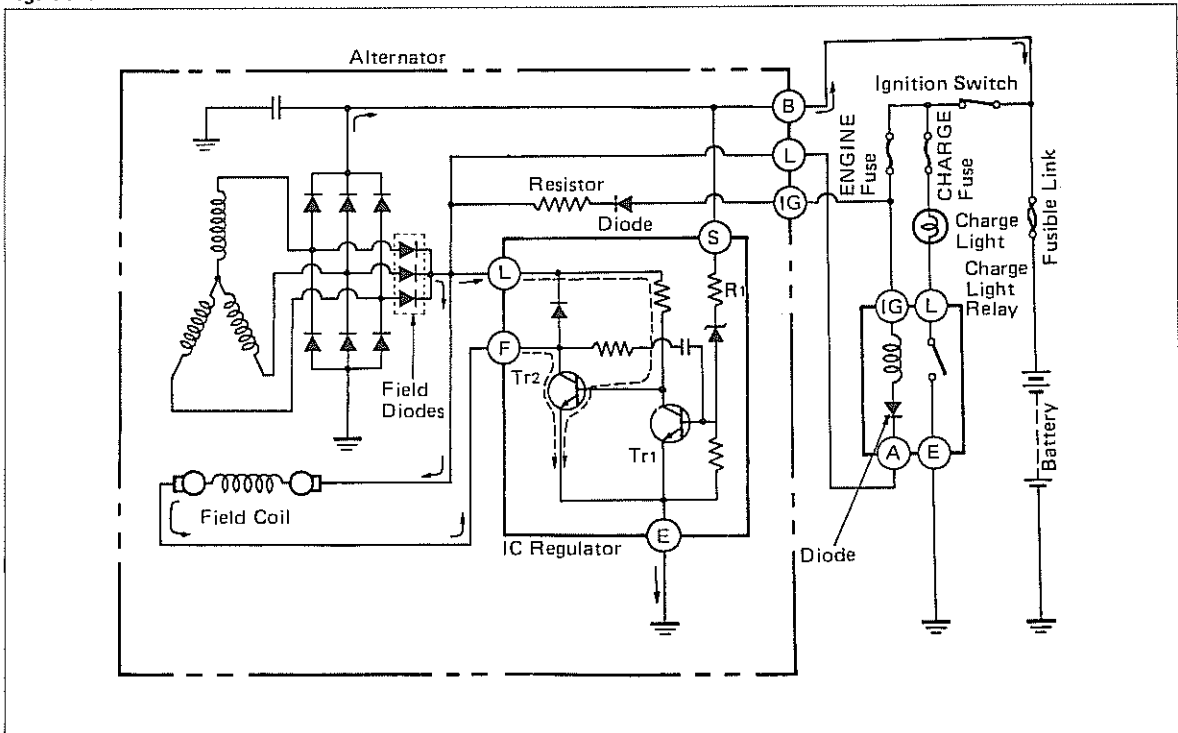 Alternator
B
Ignition Switch
L
ENGINE
Fuse
CHARGE
Fuse
Fusible Link
Resistor
IG
Diode
S
Charge
Light
L
R1
Charge
Light
Relay
IG
L
F
Tr2
Field
Diodes
Tr1
Battery
A
E
Field Coil
IC Regulator
E
Diode